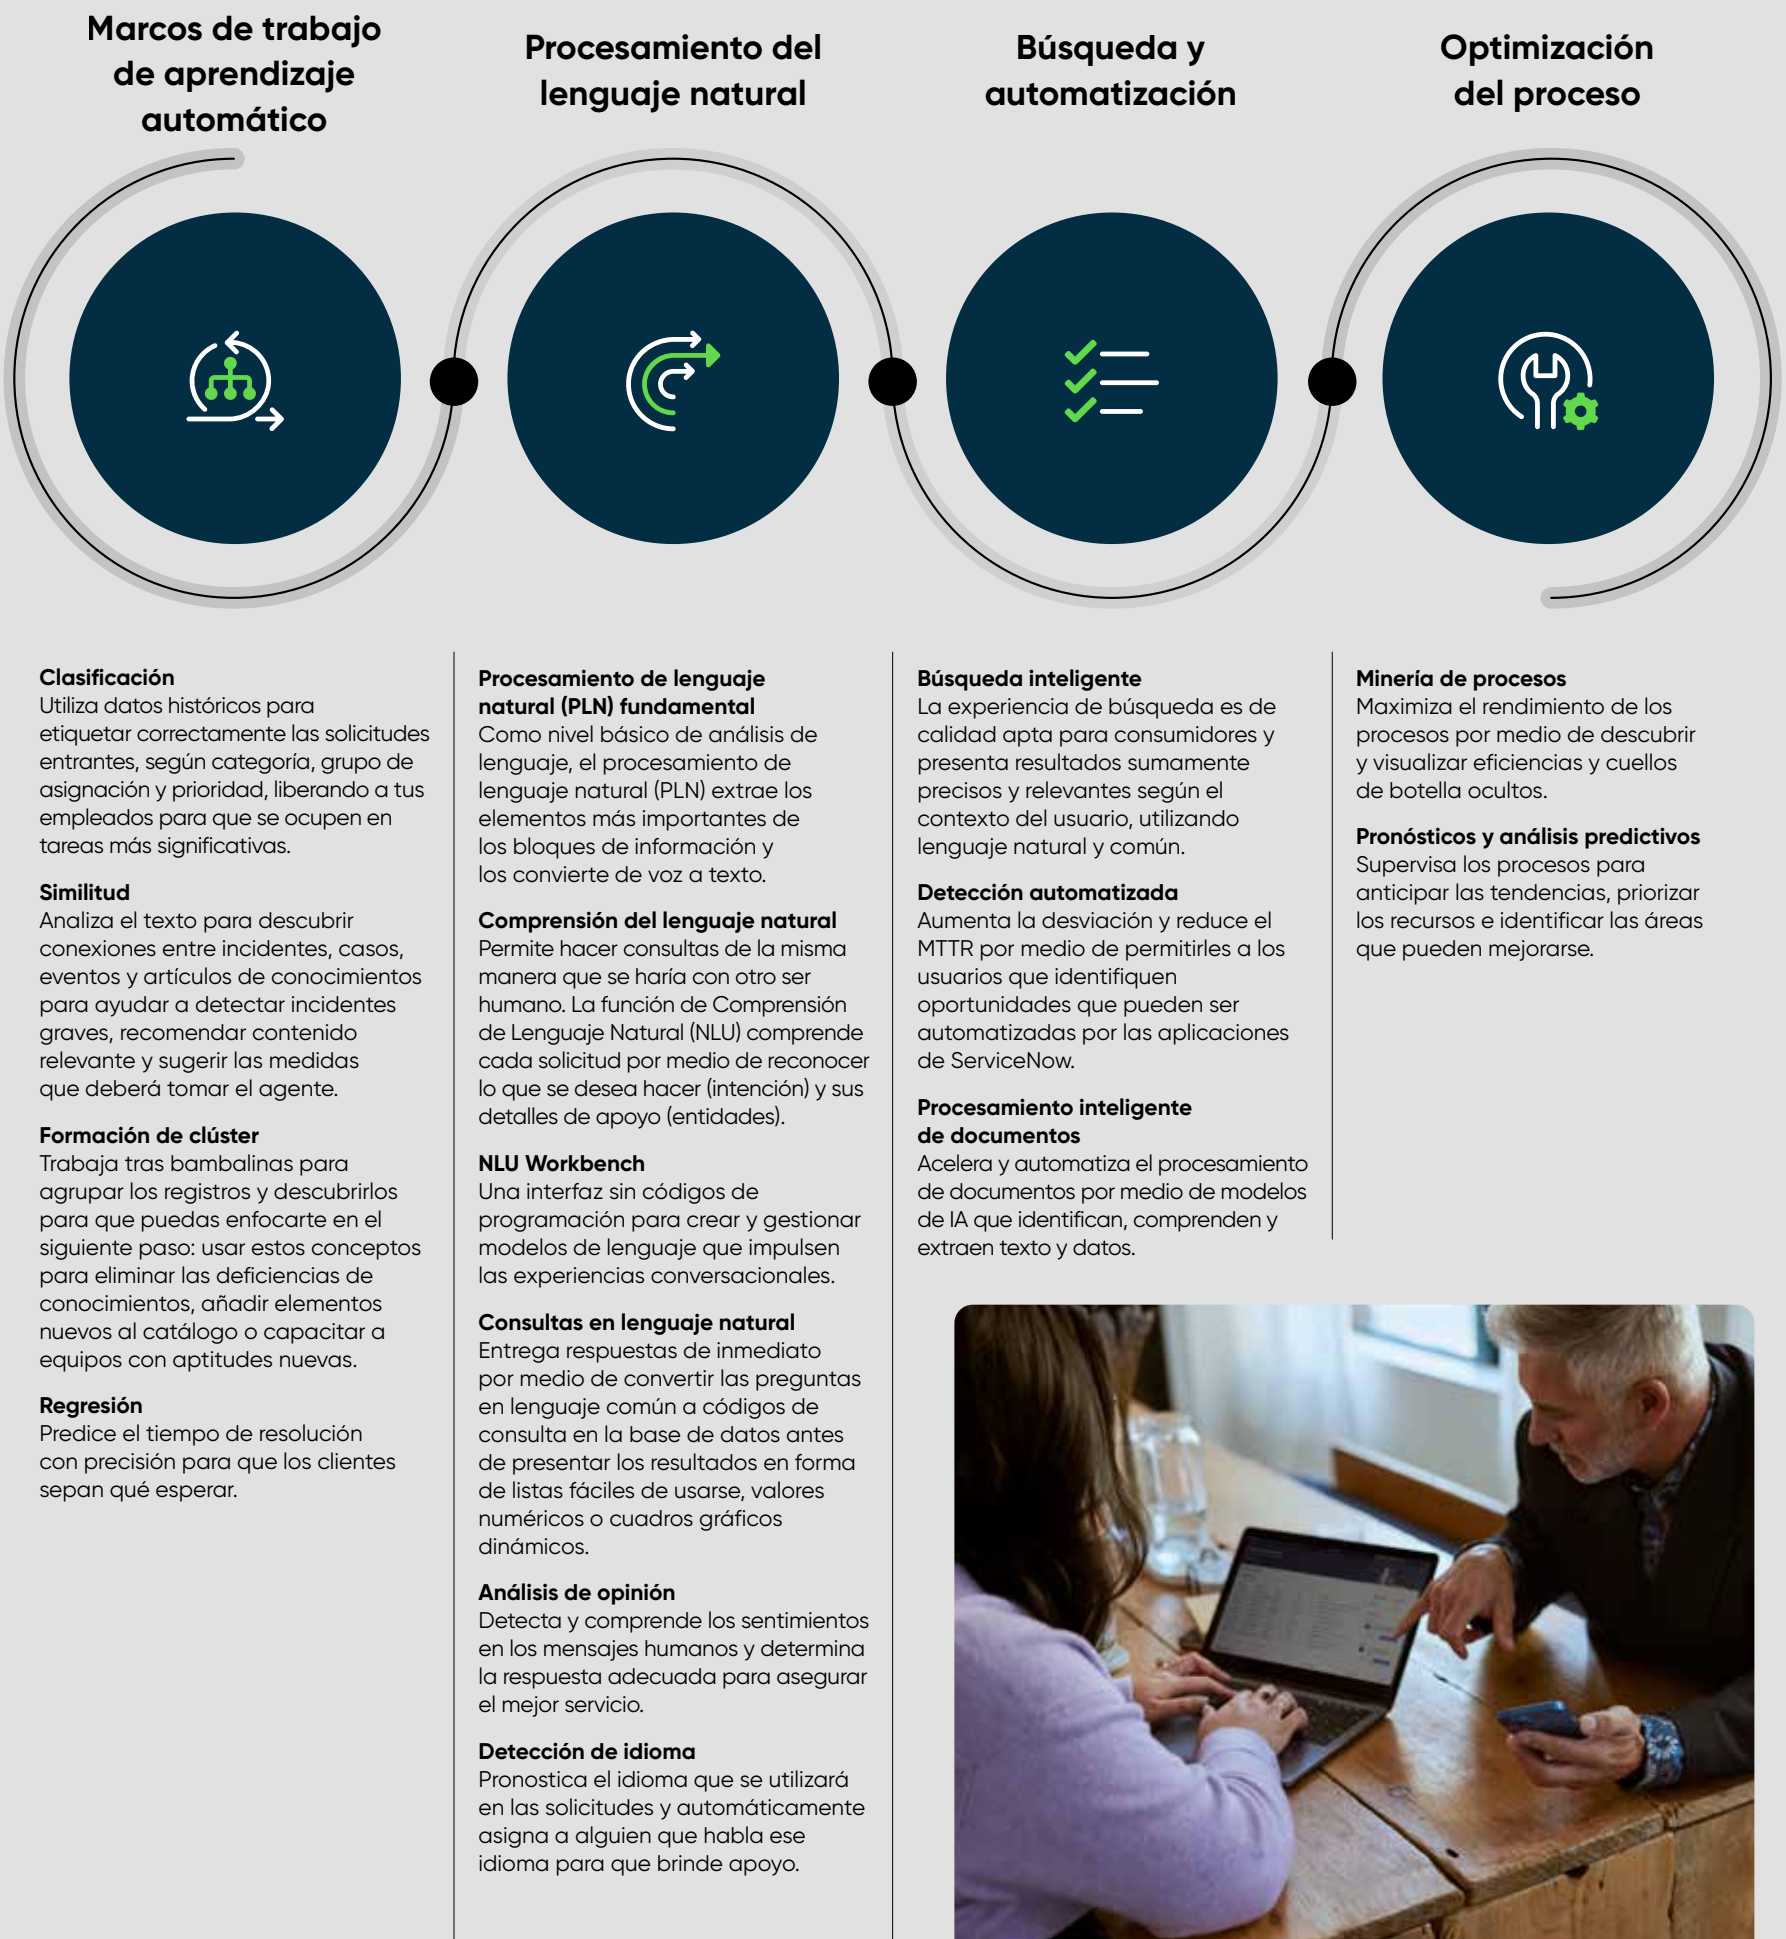 Marcos de trabajo
de aprendizaje
automático
Procesamiento del
lenguaje natural
Búsqueda y
automatización
Optimización
del proceso
Clasificación
Utiliza datos históricos para
etiquetar correctamente las solicitudes
entrantes, según categoría, grupo de
asignación y prioridad, liberando a tus
empleados para que se ocupen en
tareas más significativas.
Similitud
Analiza el texto para descubrir
conexiones entre incidentes, casos,
eventos y artículos de conocimientos
para ayudar a detectar incidentes
graves, recomendar contenido
relevante y sugerir las medidas
que deberá tomar el agente.
Formación de clúster
Trabaja tras bambalinas para
agrupar los registros y descubrirlos
para que puedas enfocarte en el
siguiente paso: usar estos conceptos
para eliminar las deficiencias de
conocimientos, añadir elementos
nuevos al catálogo o capacitar a
equipos con aptitudes nuevas.
Regresión
Predice el tiempo de resolución
con precisión para que los clientes
sepan qué esperar.
Procesamiento de lenguaje
natural (PLN) fundamental
Como nivel básico de análisis de
lenguaje, el procesamiento de
lenguaje natural (PLN) extrae los
elementos más importantes de
los bloques de información y
los convierte de voz a texto.
Comprensión del lenguaje natural
Permite hacer consultas de la misma
manera que se haría con otro ser
humano. La función de Comprensión
de Lenguaje Natural (NLU) comprende
cada solicitud por medio de reconocer
lo que se desea hacer (intención) y sus
detalles de apoyo (entidades).
NLU Workbench
Una interfaz sin códigos de
programación para crear y gestionar
modelos de lenguaje que impulsen
las experiencias conversacionales.
Consultas en lenguaje natural
Entrega respuestas de inmediato
por medio de convertir las preguntas
en lenguaje común a códigos de
consulta en la base de datos antes
de presentar los resultados en forma
de listas fáciles de usarse, valores
numéricos o cuadros gráficos
dinámicos.
Análisis de opinión
Detecta y comprende los sentimientos
en los mensajes humanos y determina
la respuesta adecuada para asegurar
el mejor servicio.
Detección de idioma
Pronostica el idioma que se utilizará
en las solicitudes y automáticamente
asigna a alguien que habla ese
idioma para que brinde apoyo.
Búsqueda inteligente
La experiencia de búsqueda es de
calidad apta para consumidores y
presenta resultados sumamente
precisos y relevantes según el
contexto del usuario, utilizando
lenguaje natural y común.
Detección automatizada
Aumenta la desviación y reduce el
MTTR por medio de permitirles a los
usuarios que identifiquen
oportunidades que pueden ser
automatizadas por las aplicaciones
de ServiceNow.
Procesamiento inteligente
de documentos
Acelera y automatiza el procesamiento
de documentos por medio de modelos
de IA que identifican, comprenden y
extraen texto y datos.
Minería de procesos
Maximiza el rendimiento de los
procesos por medio de descubrir
y visualizar eficiencias y cuellos
de botella ocultos.
Pronósticos y análisis predictivos
Supervisa los procesos para
anticipar las tendencias, priorizar
los recursos e identificar las áreas
que pueden mejorarse.